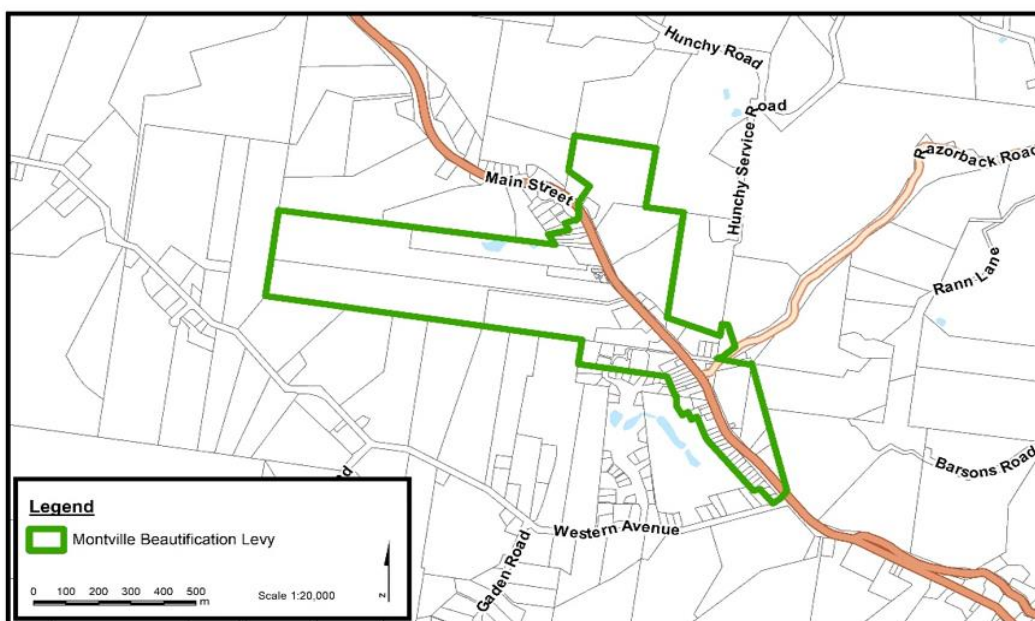 Hunchy Road
Hunchy Service Road
Razorback Road
Main Street
Rann Lane
Barsons Road
Western Avenue
Gaden Road
Legend
Montville Beautification Levy
0 100 200 300 400 500
m
Scale 1:20,000
N